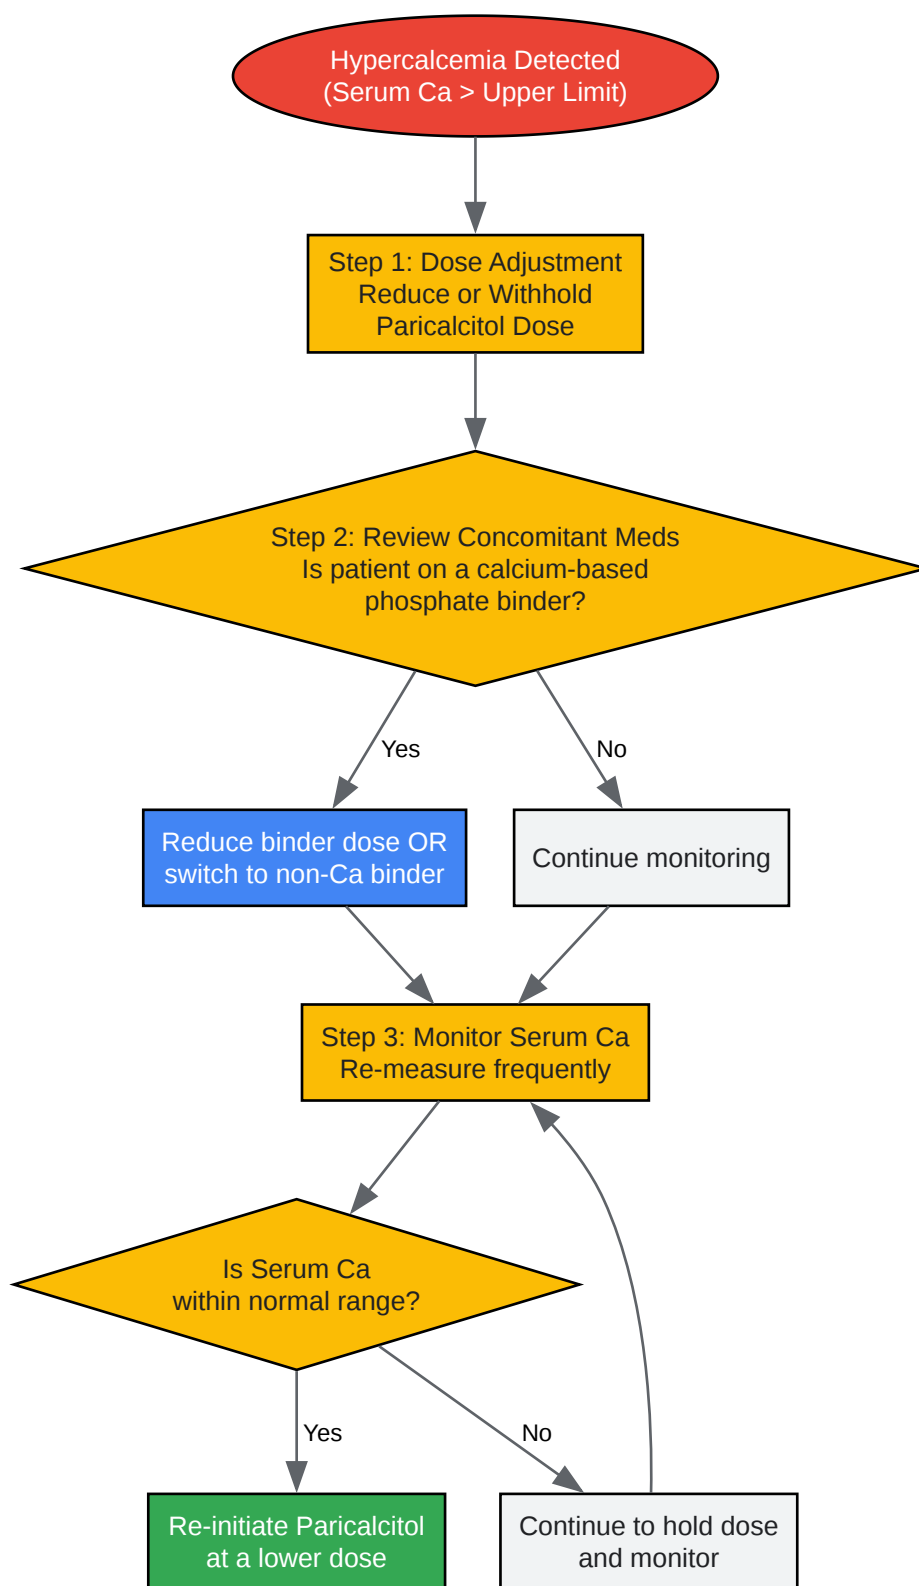 Hypercalcemia Detected
(Serum Ca > Upper Limit)
Step 1: Dose Adjustment
Reduce or Withhold
Paricalcitol Dose
Step 2: Review Concomitant Meds
Is patient on a calcium-based
phosphate binder?
Yes
No
Reduce binder dose OR
switch to non-Ca binder
Continue monitoring
Step 3: Monitor Serum Ca
Re-measure frequently
Is Serum Ca
within normal range?
Yes
No
Re-initiate Paricalcitol
at a lower dose
Continue to hold dose
and monitor